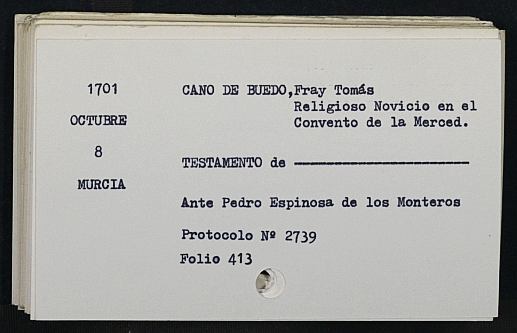 1701
OCTUBRE
8
MURCIA
CANO DE BUEDO, Fray Tomás
Religioso Novicio en el
Convento de la Merced.
TESTAMENTO de ————————————————
Ante Pedro Espinosa de los Monteros
Protocolo Nº 2739
Folio 413